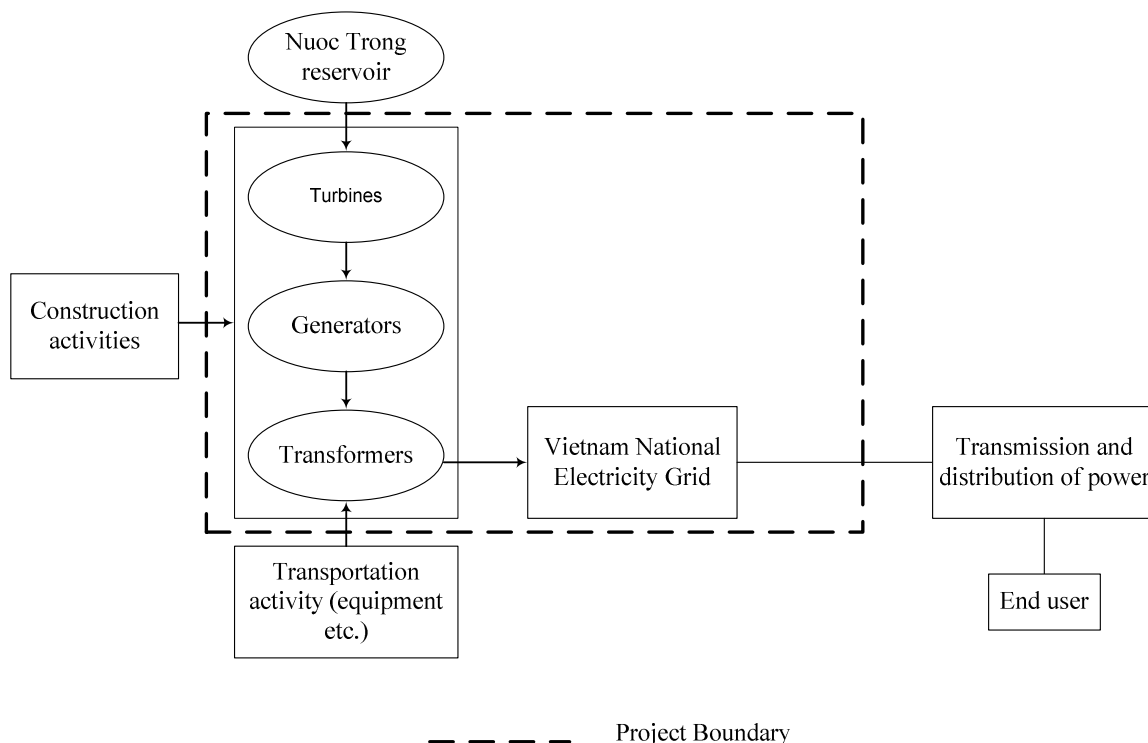 Nuoc Trong
reservoir
Turbines
Construction
activities
Generators
Transformers
Vietnam National
Electricity Grid
Transmission and
distribution of power
Transportation
activity (equipment
etc.)
End user
Project Boundary